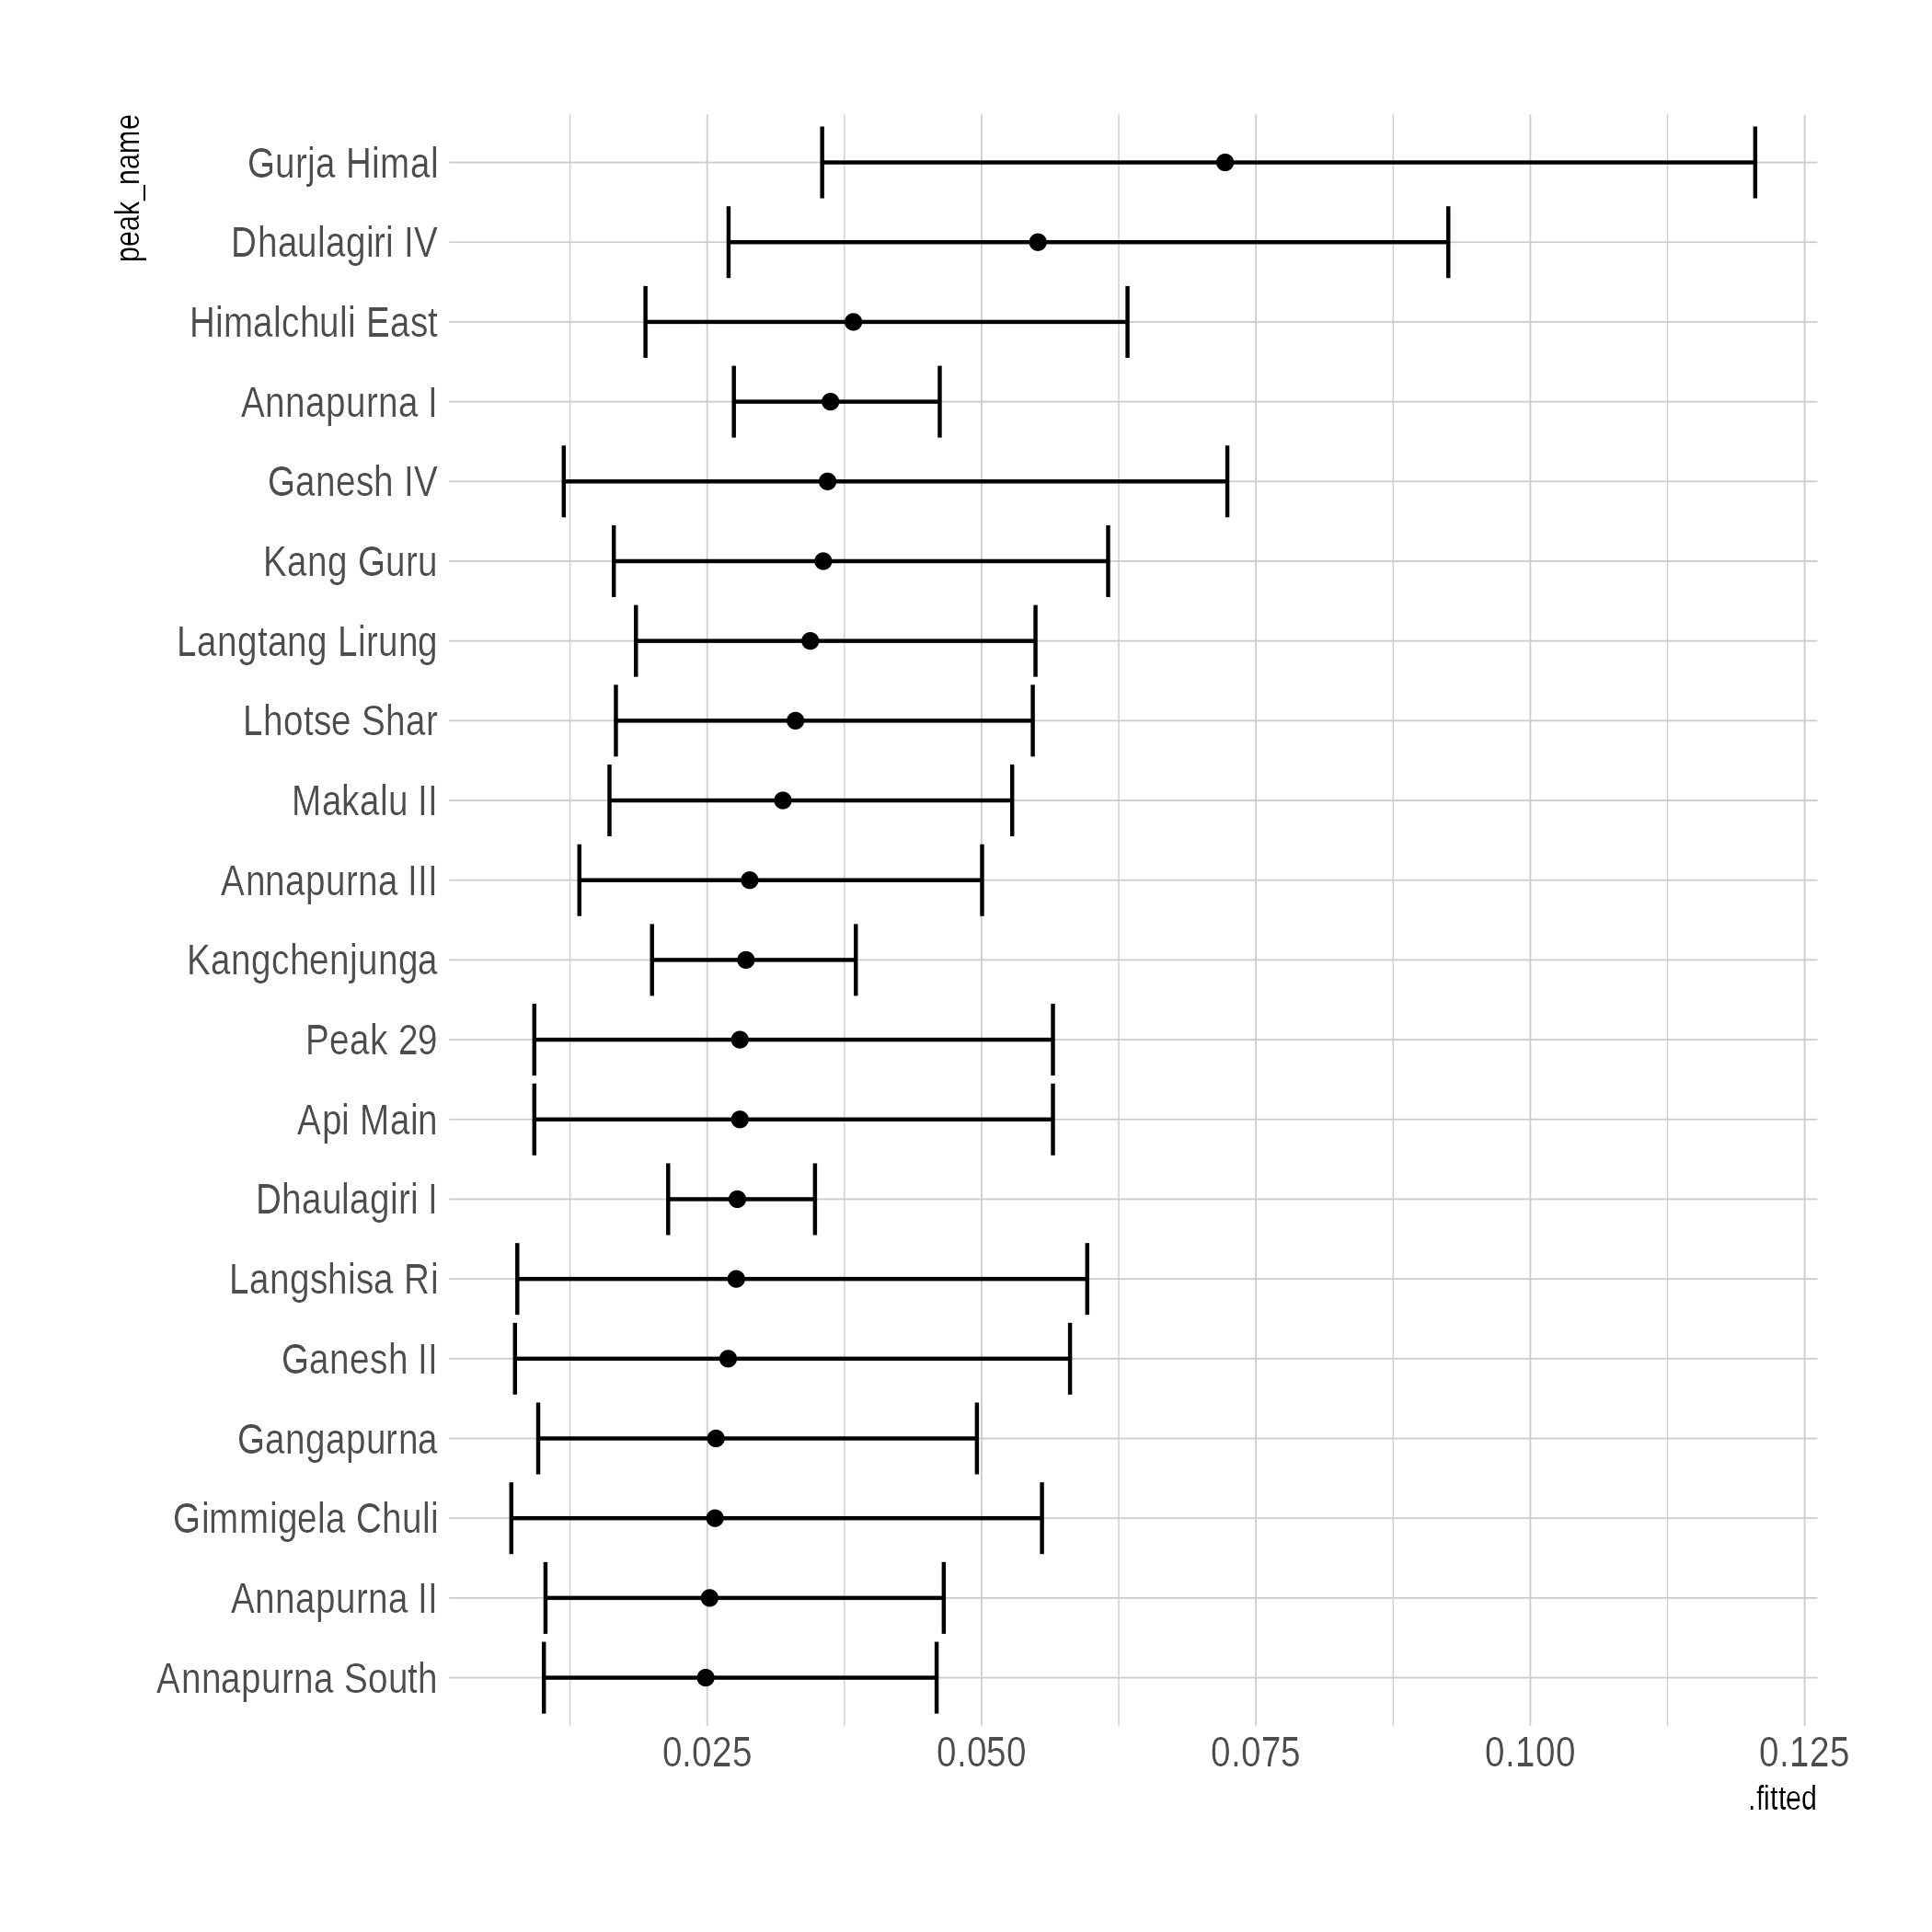 peak_name
Gurja Himal
Dhaulagiri IV
Himalchuli East
Annapurna I
Ganesh IV
Kang Guru
Langtang Lirung
Lhotse Shar
Makalu II
Annapurna III
Kangchenjunga
Peak 29
Api Main
Dhaulagiri I
Langshisa Ri
Ganesh II
Gangapurna
Gimmigela Chuli
Annapurna II
Annapurna South
0.025 0.050 0.075 0.100 0.125
.fitted